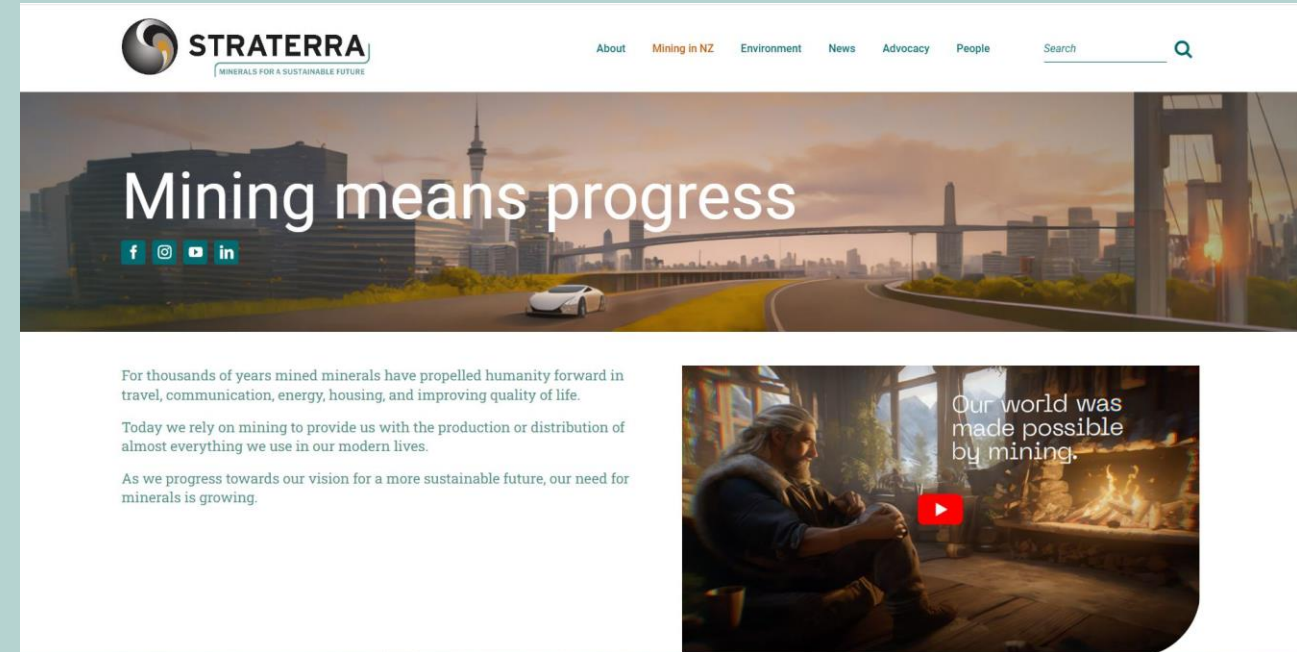 STRATERRA
MINERALS FOR A SUSTAINABLE FUTURE
About Mining in NZ Environment News Advocacy People Search
Mining means progress
For thousands of years mined minerals have propelled humanity forward in
travel, communication, energy, housing, and improving quality of life.
Today we rely on mining to provide us with the production or distribution of
almost everything we use in our modern lives.
As we progress towards our vision for a more sustainable future, our need for
minerals is growing.
Our world was
made possible
by mining.